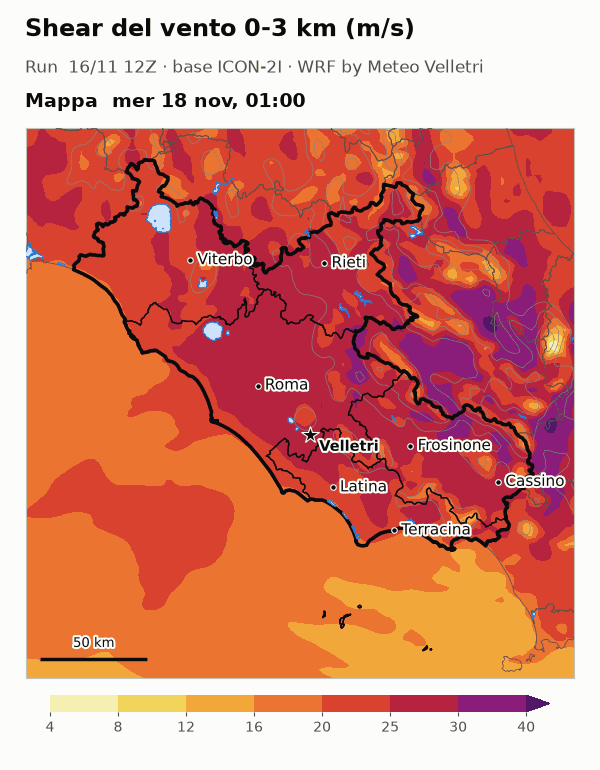 Shear del vento 0-3 km (m/s)
Run  16/11 12Z · base ICON-2I · WRF by Meteo Velletri
Mappa  mer 18 nov, 01:00
Viterbo
Rieti
Roma
Velletri
Frosinone
Cassino
Latina
Terracina
50 km
4 8 12 16 20 25 30 40